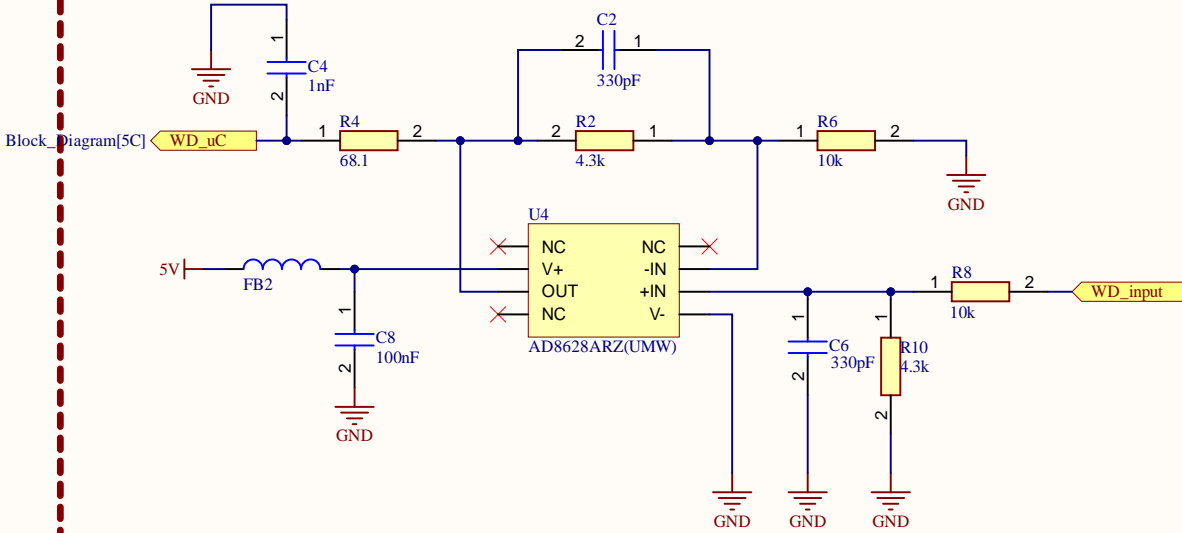 C2
2
1
330pF
1
C4
1nF
2
GND
Block_Diagram[5C]
WD_uC
1
R4
2
68.1
2
R2
1
4.3k
1
R6
2
10k
GND
U4
NC
NC
V+
-IN
OUT
+IN
NC
V-
AD8628ARZ(UMW)
5V
FB2
1
C8
100nF
2
GND
1
R8
2
10k
WD_input
1
C6
330pF
2
1
R10
4.3k
2
GND
GND
GND